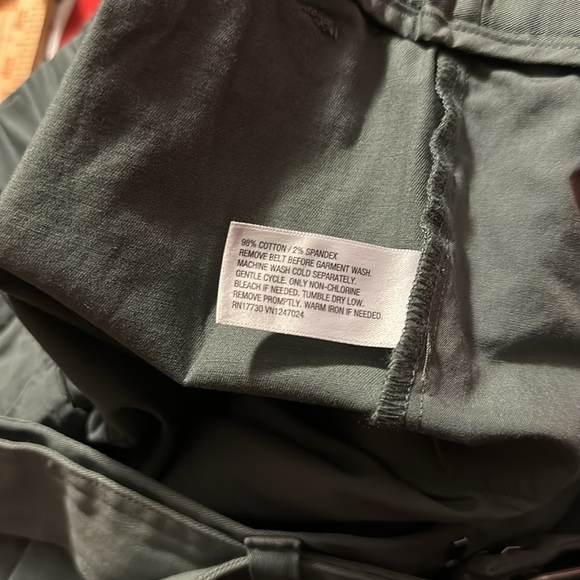 98% COTTON / 2% SPANDEX
REMOVE BELT BEFORE GARMENT WASH.
MACHINE WASH COLD SEPARATELY.
GENTLE CYCLE. ONLY NON-CHLORINE
BLEACH IF NEEDED. TUMBLE DRY LOW.
REMOVE PROMPTLY. WARM IRON IF NEEDED.
RN17730 VN1247024